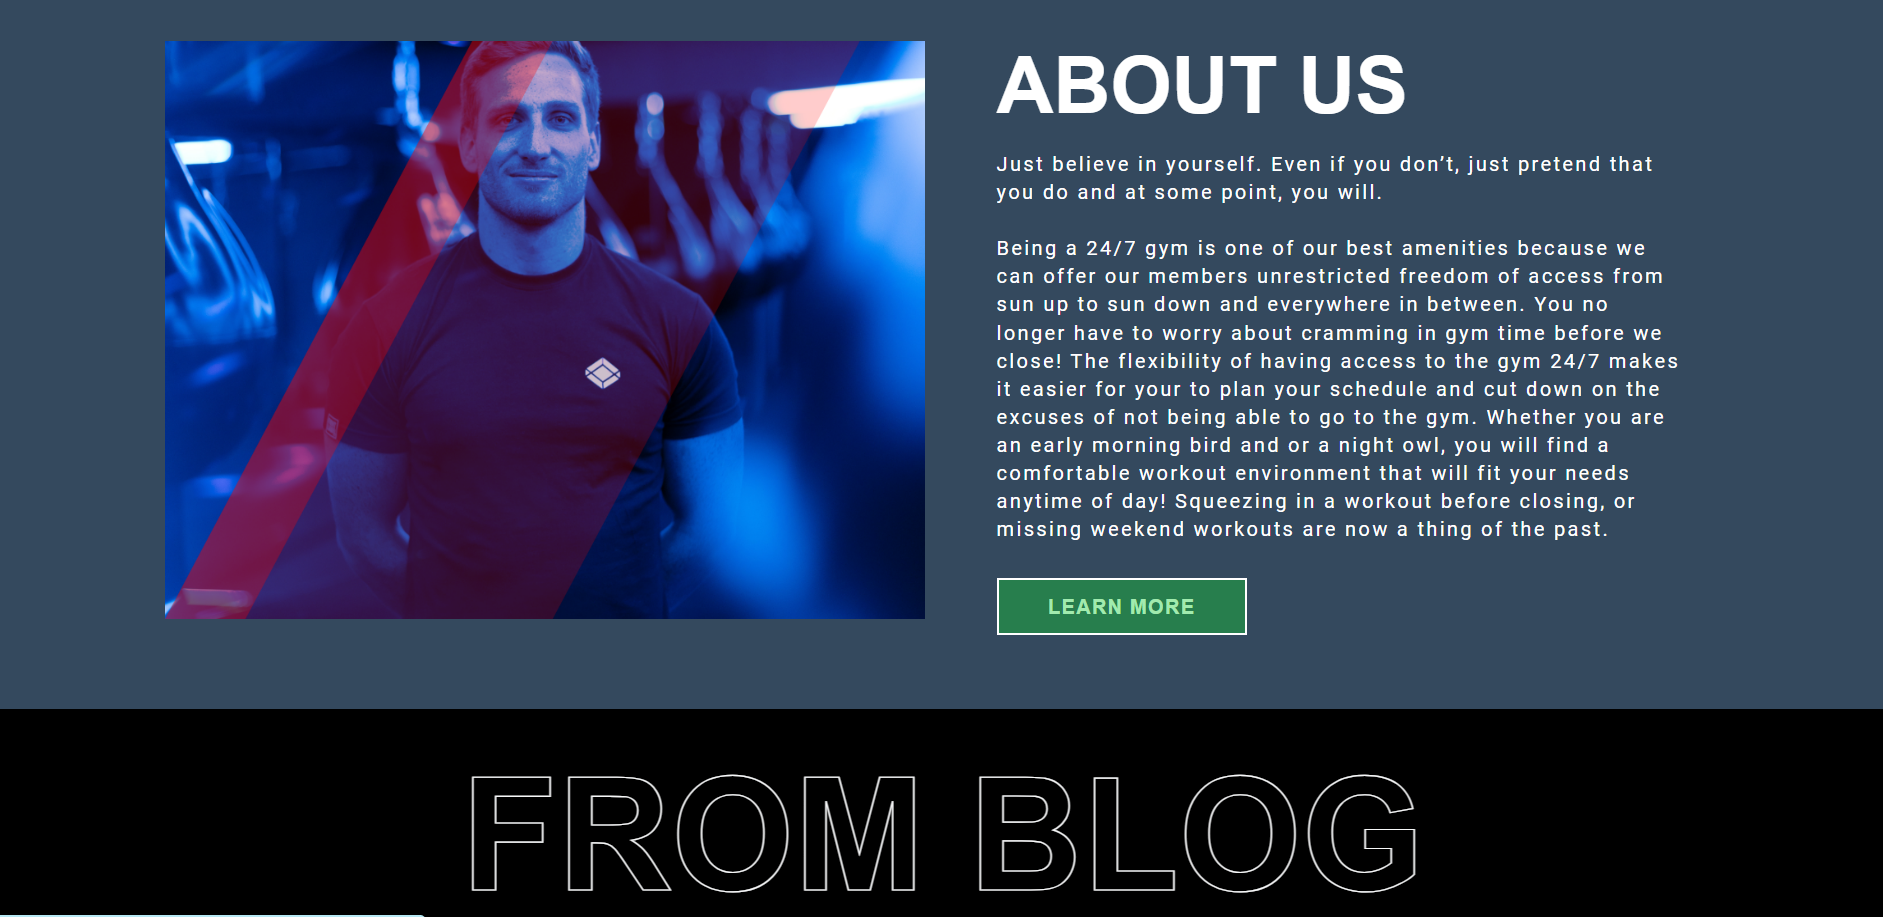 ABOUT US
Just believe in yourself. Even if you don’t, just pretend that
you do and at some point, you will.
Being a 24/7 gym is one of our best amenities because we
can offer our members unrestricted freedom of access from
sun up to sun down and everywhere in between. You no
longer have to worry about cramming in gym time before we
close! The flexibility of having access to the gym 24/7 makes
it easier for your to plan your schedule and cut down on the
excuses of not being able to go to the gym. Whether you are
an early morning bird and or a night owl, you will find a
comfortable workout environment that will fit your needs
anytime of day! Squeezing in a workout before closing, or
missing weekend workouts are now a thing of the past.
LEARN MORE
FROM BLOG